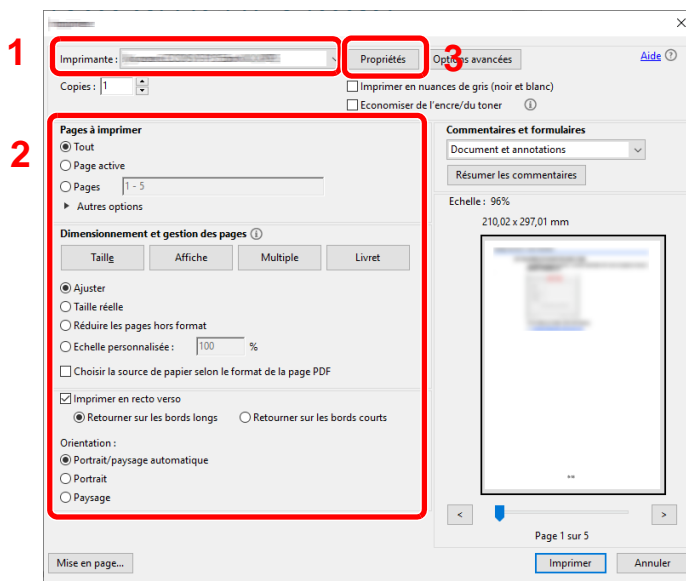 1
Imprimante :
Propriétés
3
Options avancées
Aide
Copies : 1
Imprimer en nuances de gris (noir et blanc)
Economiser de l'encre/du toner
2
Pages à imprimer
Tout
Page active
Pages 1 - 5
Autres options
Dimensionnement et gestion des pages
Taille Affiche Multiple Livret
Ajuster
Taille réelle
Réduire les pages hors format
Echelle personnalisée : 100 %
Choisir la source de papier selon le format de la page PDF
Imprimer en recto verso
Retourner sur les bords longs Retourner sur les bords courts
Orientation :
Portrait/paysage automatique
Portrait
Paysage
Commentaires et formulaires
Document et annotations
Résumer les commentaires
Echelle : 96%
210,02 x 297,01 mm
< >
Page 1 sur 5
Mise en page...
Imprimer Annuler